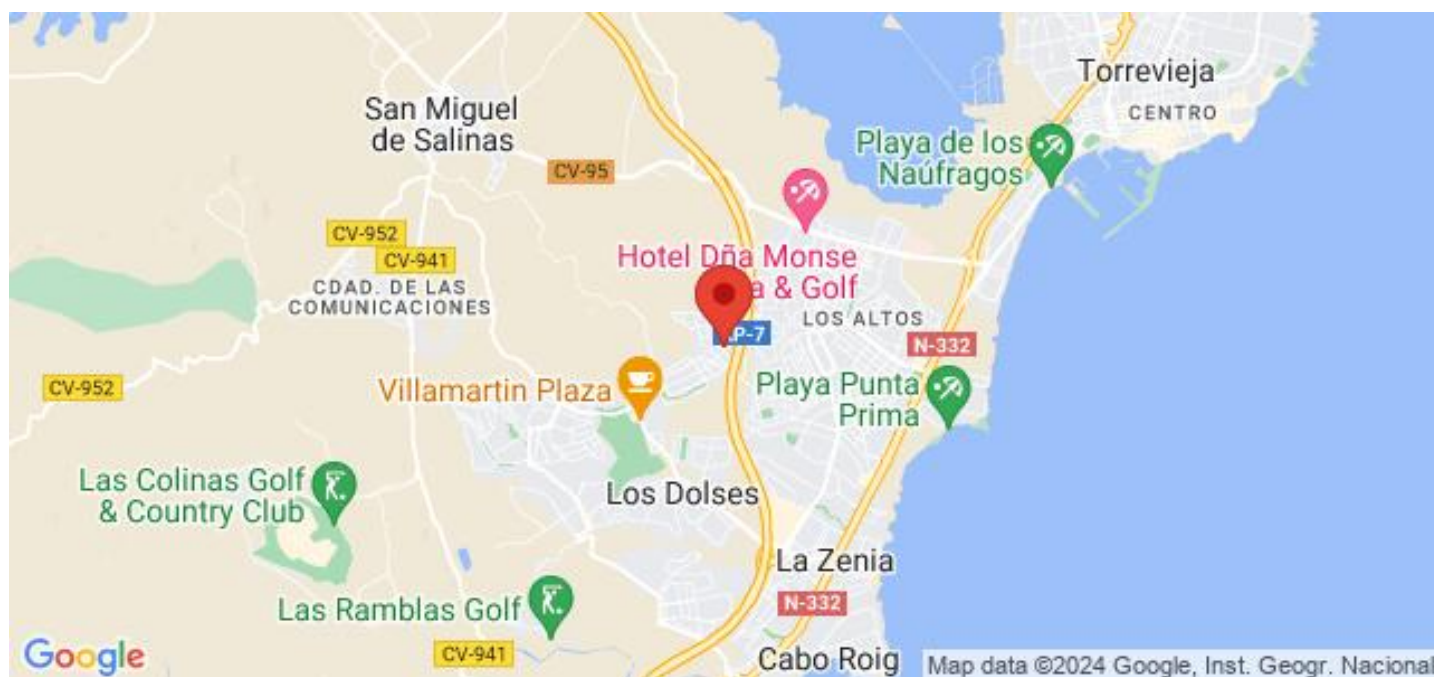 Torrevieja
CENTRO
San Miguel
de Salinas
Playa de los
Naúfragos
CV-95
CV-952
CV-941
Hotel Dña Monse
a & Golf
CDAD. DE LAS
COMUNICACIONES
LOS ALTOS
P-7
N-332
CV-952
Villamartin Plaza
Playa Punta
Prima
Las Colinas Golf
& Country Club
Los Dolses
La Zenia
Las Ramblas Golf
N-332
Google
CV-941
Cabo Roig
Map data ©2024 Google, Inst. Geogr. Nacional